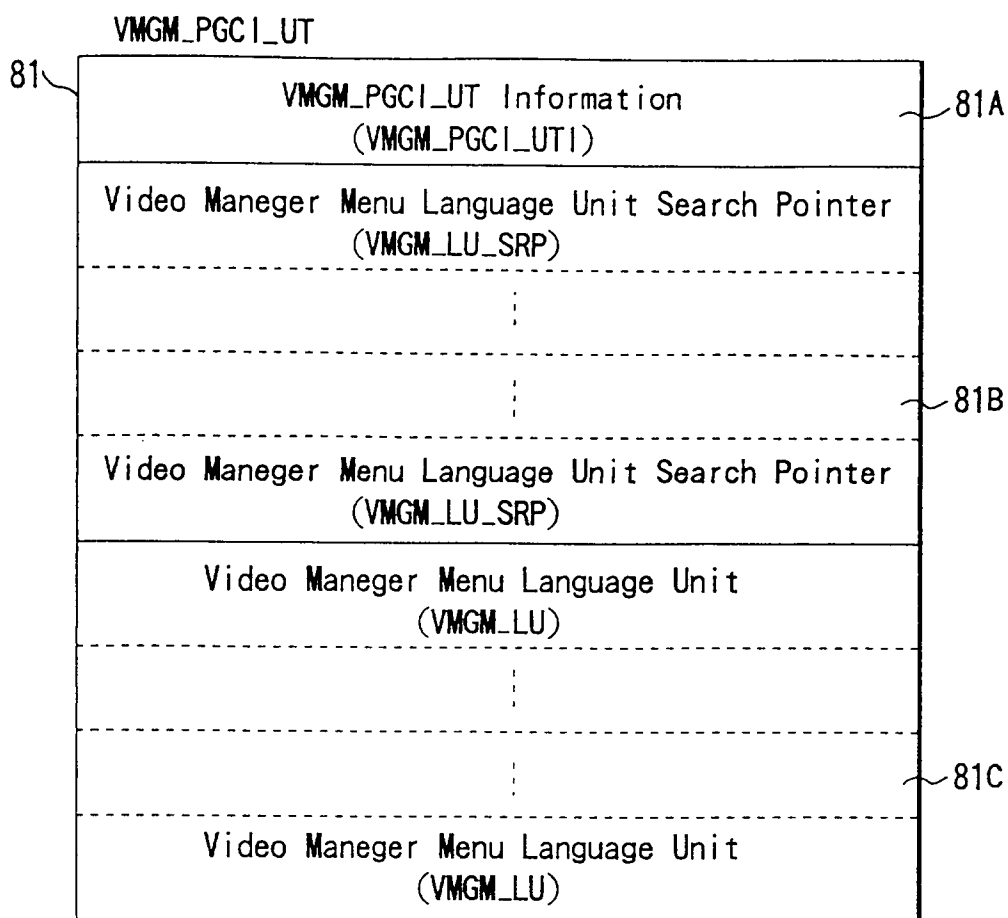 VMGM_PGCI_UT
81
VMGM_PGCI_UT Information
81A
(VMGM_PGCI_UTI)
Video Maneger Menu Language Unit Search Pointer
(VMGM_LU_SRP)
81B
Video Maneger Menu Language Unit Search Pointer
(VMGM_LU_SRP)
Video Maneger Menu Language Unit
(VMGM_LU)
81C
Video Maneger Menu Language Unit
(VMGM_LU)